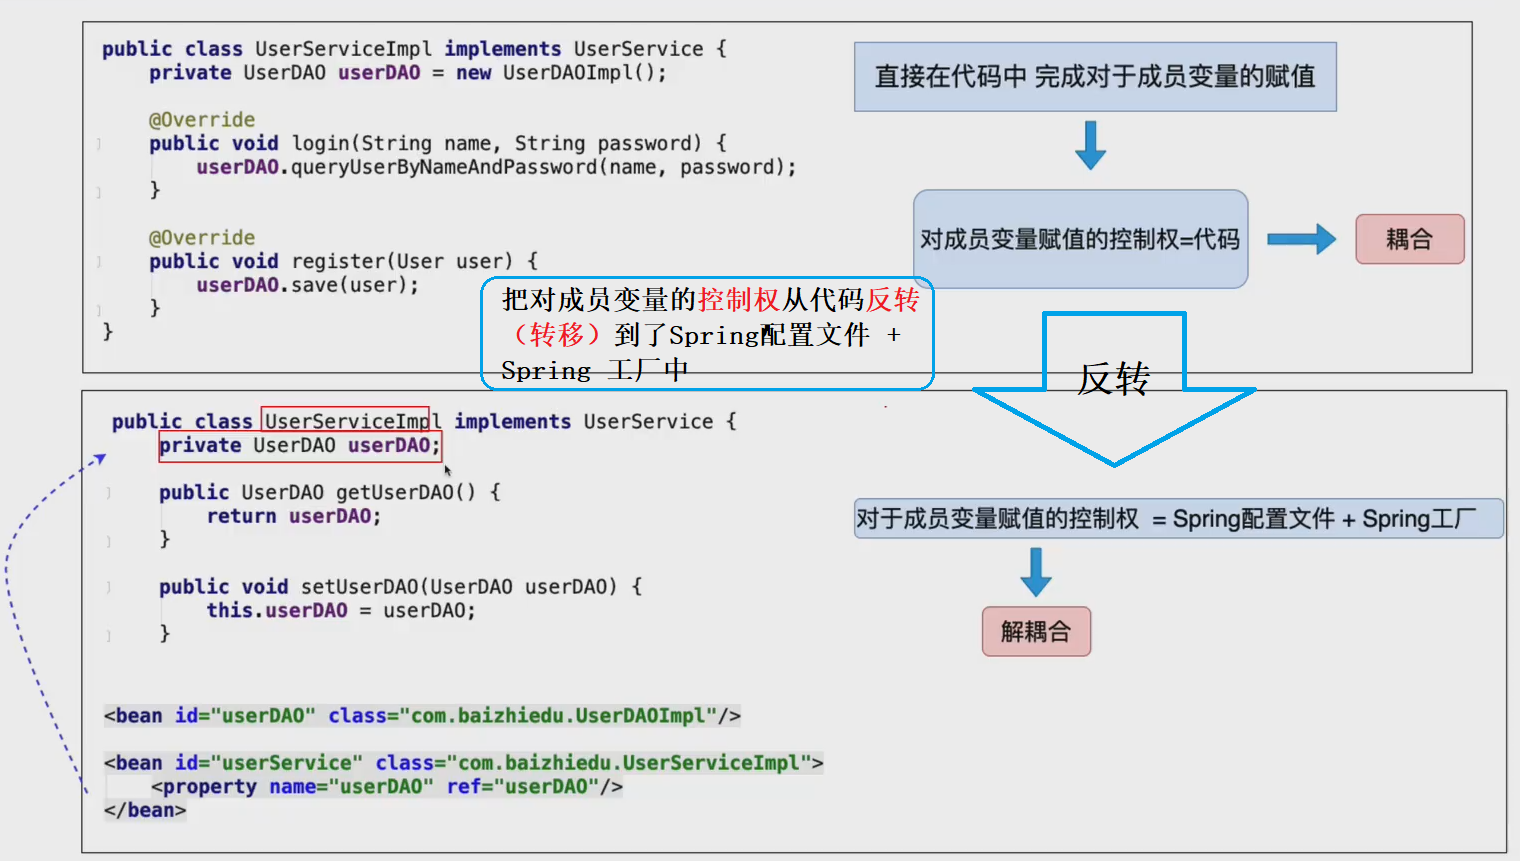 public class UserServiceImpl implements UserService {
private UserDAO userDAO = new UserDAOImpl();
@Override
public void login(String name, String password) {
userDAO.queryUserByNameAndPassword(name, password);
}
@Override
public void register(User user) {
userDAO.save(user);
}
}
直接在代码中 完成对于成员变量的赋值
对成员变量赋值的控制权=代码
耦合
把对成员变量的控制权从代码反转
（转移）到了Spring配置文件 +
Spring 工厂中
反转
public class UserServiceImpl implements UserService {
private UserDAO userDAO;
public UserDAO getUserDAO() {
return userDAO;
}
public void setUserDAO(UserDAO userDAO) {
this.userDAO = userDAO;
}
对于成员变量赋值的控制权 = Spring配置文件 + Spring工厂
解耦合
<bean id="userDAO" class="com.baizhiedu.UserDAOImpl"/>
<bean id="userService" class="com.baizhiedu.UserServiceImpl">
<property name="userDAO" ref="userDAO"/>
</bean>